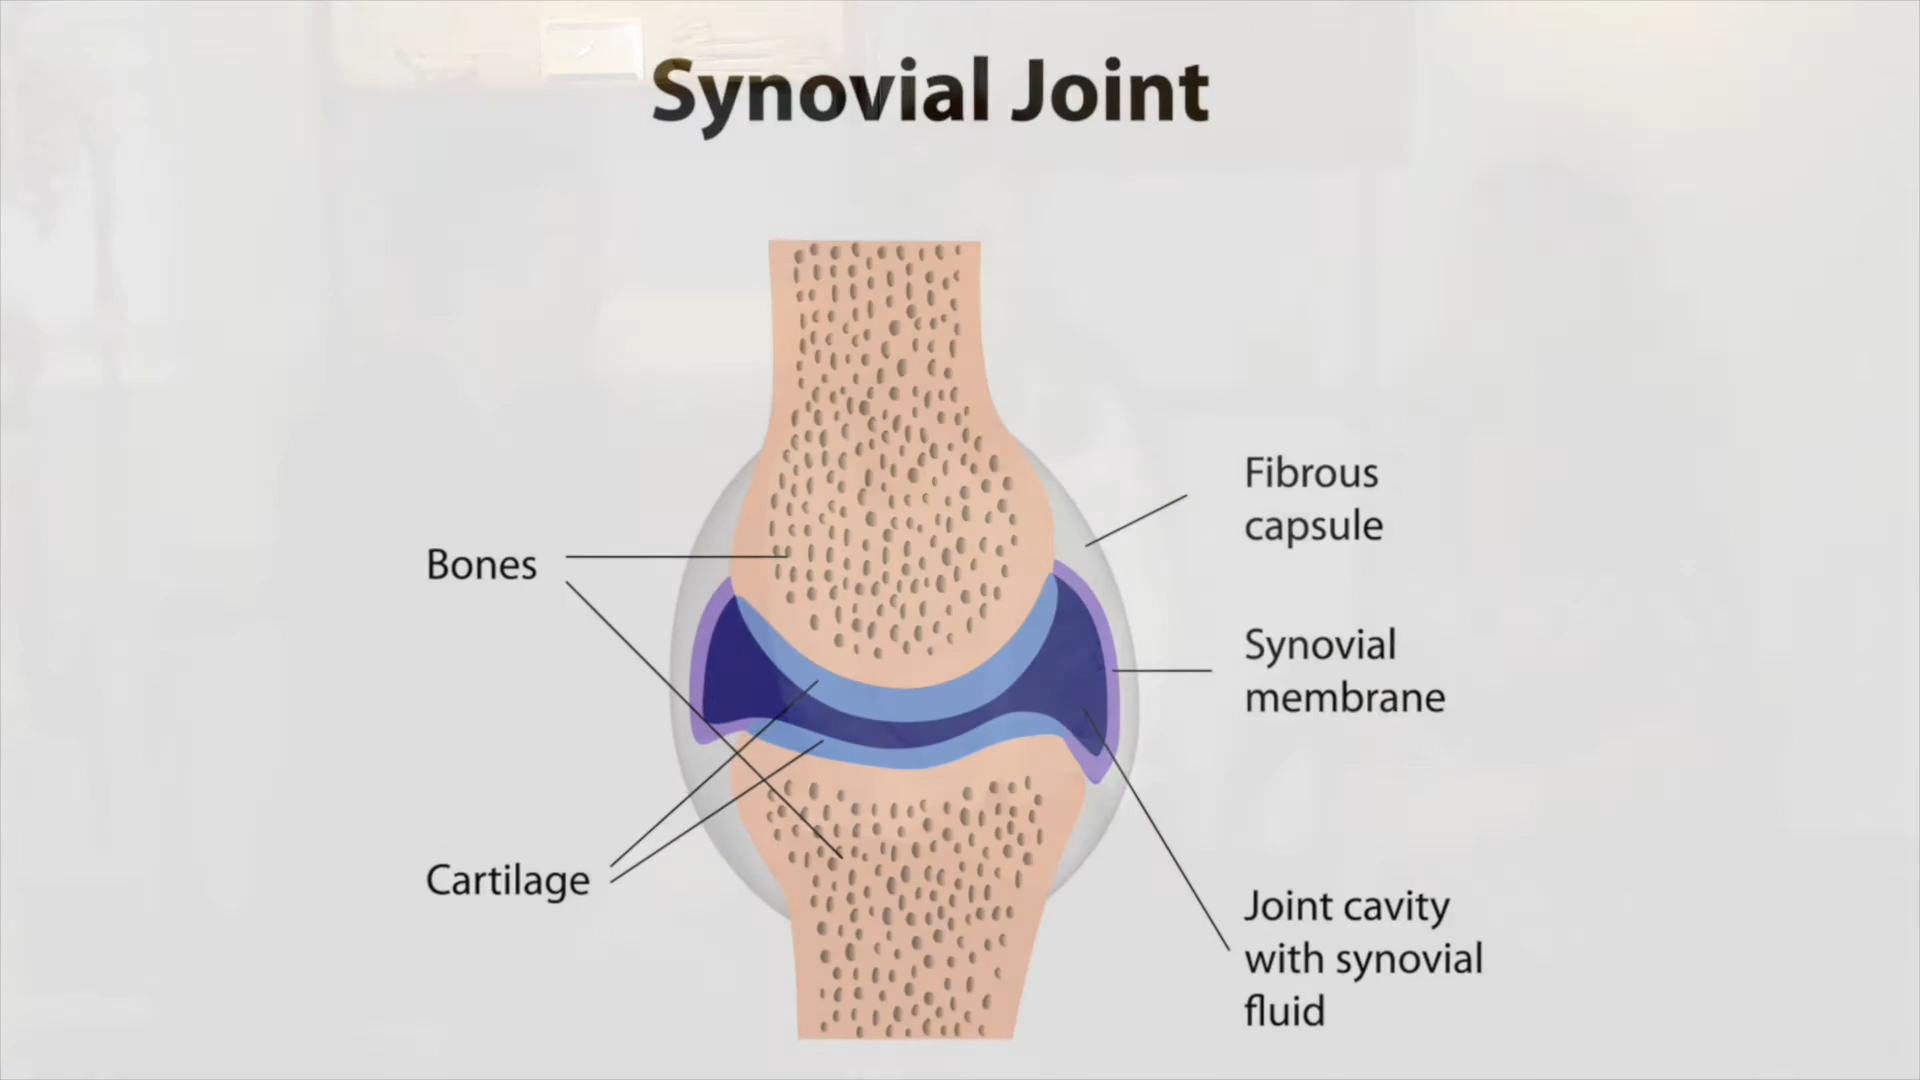 Synovial Joint
Bones
Cartilage
Fibrous
capsule
Synovial
membrane
Joint cavity
with synovial
fluid